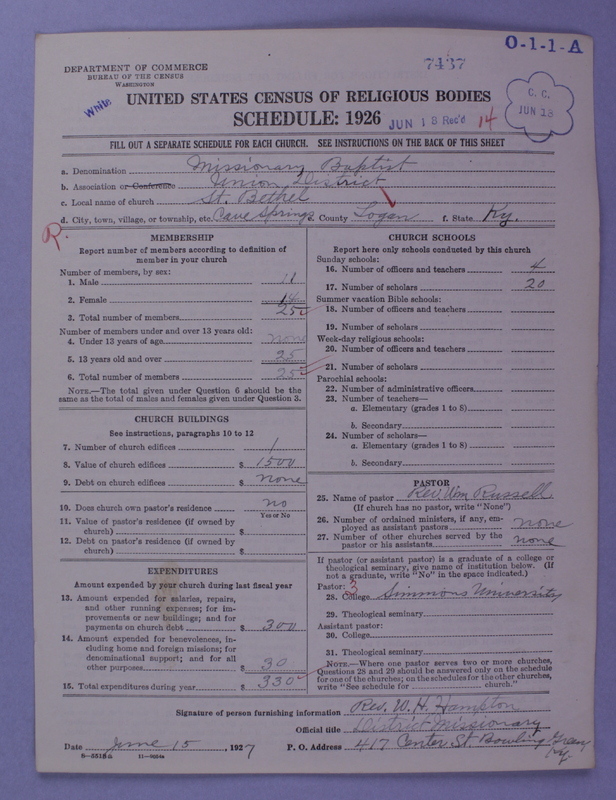 O-1-1-A
7437
DEPARTMENT OF COMMERCE
BUREAU OF THE CENSUS
WASHINGTON
White
UNITED STATES CENSUS OF RELIGIOUS BODIES
SCHEDULE: 1926
JUN 18 Rec'd 14
C. C.
JUN 18
FILL OUT A SEPARATE SCHEDULE FOR EACH CHURCH. SEE INSTRUCTIONS ON THE BACK OF THIS SHEET
a. Denomination Missionary Baptist
b. Association or Conference Union District
c. Local name of church St. Bethel
d. City, town, village, or township, etc. Cave Springs e. County Logan f. State Ky.
R.
MEMBERSHIP
Report number of members according to definition of
member in your church
Number of members, by sex:
1. Male 11
2. Female 14
3. Total number of members 25
Number of members under and over 13 years old:
4. Under 13 years of age none
5. 13 years old and over 25
6. Total number of members 25
NOTE.—The total given under Question 6 should be the
same as the total of males and females given under Question 3.
CHURCH BUILDINGS
See instructions, paragraphs 10 to 12
7. Number of church edifices 1
8. Value of church edifices $ 1500
9. Debt on church edifices $ none
10. Does church own pastor's residence no
Yes or No
11. Value of pastor's residence (if owned by
church) $
12. Debt on pastor's residence (if owned by
church) $
EXPENDITURES
Amount expended by your church during last fiscal year
13. Amount expended for salaries, repairs,
and other running expenses; for im-
provements or new buildings; and for
payments on church debt $ 300
14. Amount expended for benevolences, in-
cluding home and foreign missions; for
denominational support; and for all
other purposes $ 30
15. Total expenditures during year $ 330
CHURCH SCHOOLS
Report here only schools conducted by this church
Sunday schools:
16. Number of officers and teachers 4
17. Number of scholars 20
Summer vacation Bible schools:
18. Number of officers and teachers
19. Number of scholars
Week-day religious schools:
20. Number of officers and teachers
21. Number of scholars
Parochial schools:
22. Number of administrative officers
23. Number of teachers—
a. Elementary (grades 1 to 8)
b. Secondary
24. Number of scholars—
a. Elementary (grades 1 to 8)
b. Secondary
PASTOR
25. Name of pastor Rev. Wm Russell
(If church has no pastor, write "None")
26. Number of ordained ministers, if any, em-
ployed as assistant pastors none
27. Number of other churches served by the
pastor or his assistants none
If pastor (or assistant pastor) is a graduate of a college or
theological seminary, give name of institution below. (If
not a graduate, write "No" in the space indicated.)
Pastor: 3
28. College Simmons University
29. Theological seminary
Assistant pastor:
30. College
31. Theological seminary
NOTE.—Where one pastor serves two or more churches,
Questions 28 and 29 should be answered only on the schedule
for one of the churches; on the schedules for the other churches,
write "See schedule for church."
Signature of person furnishing information Rev. W. H. Hampton
Official title District Missionary
Date June 15, 1927 P. O. Address 417 Center St. Bowling Green, Ky.